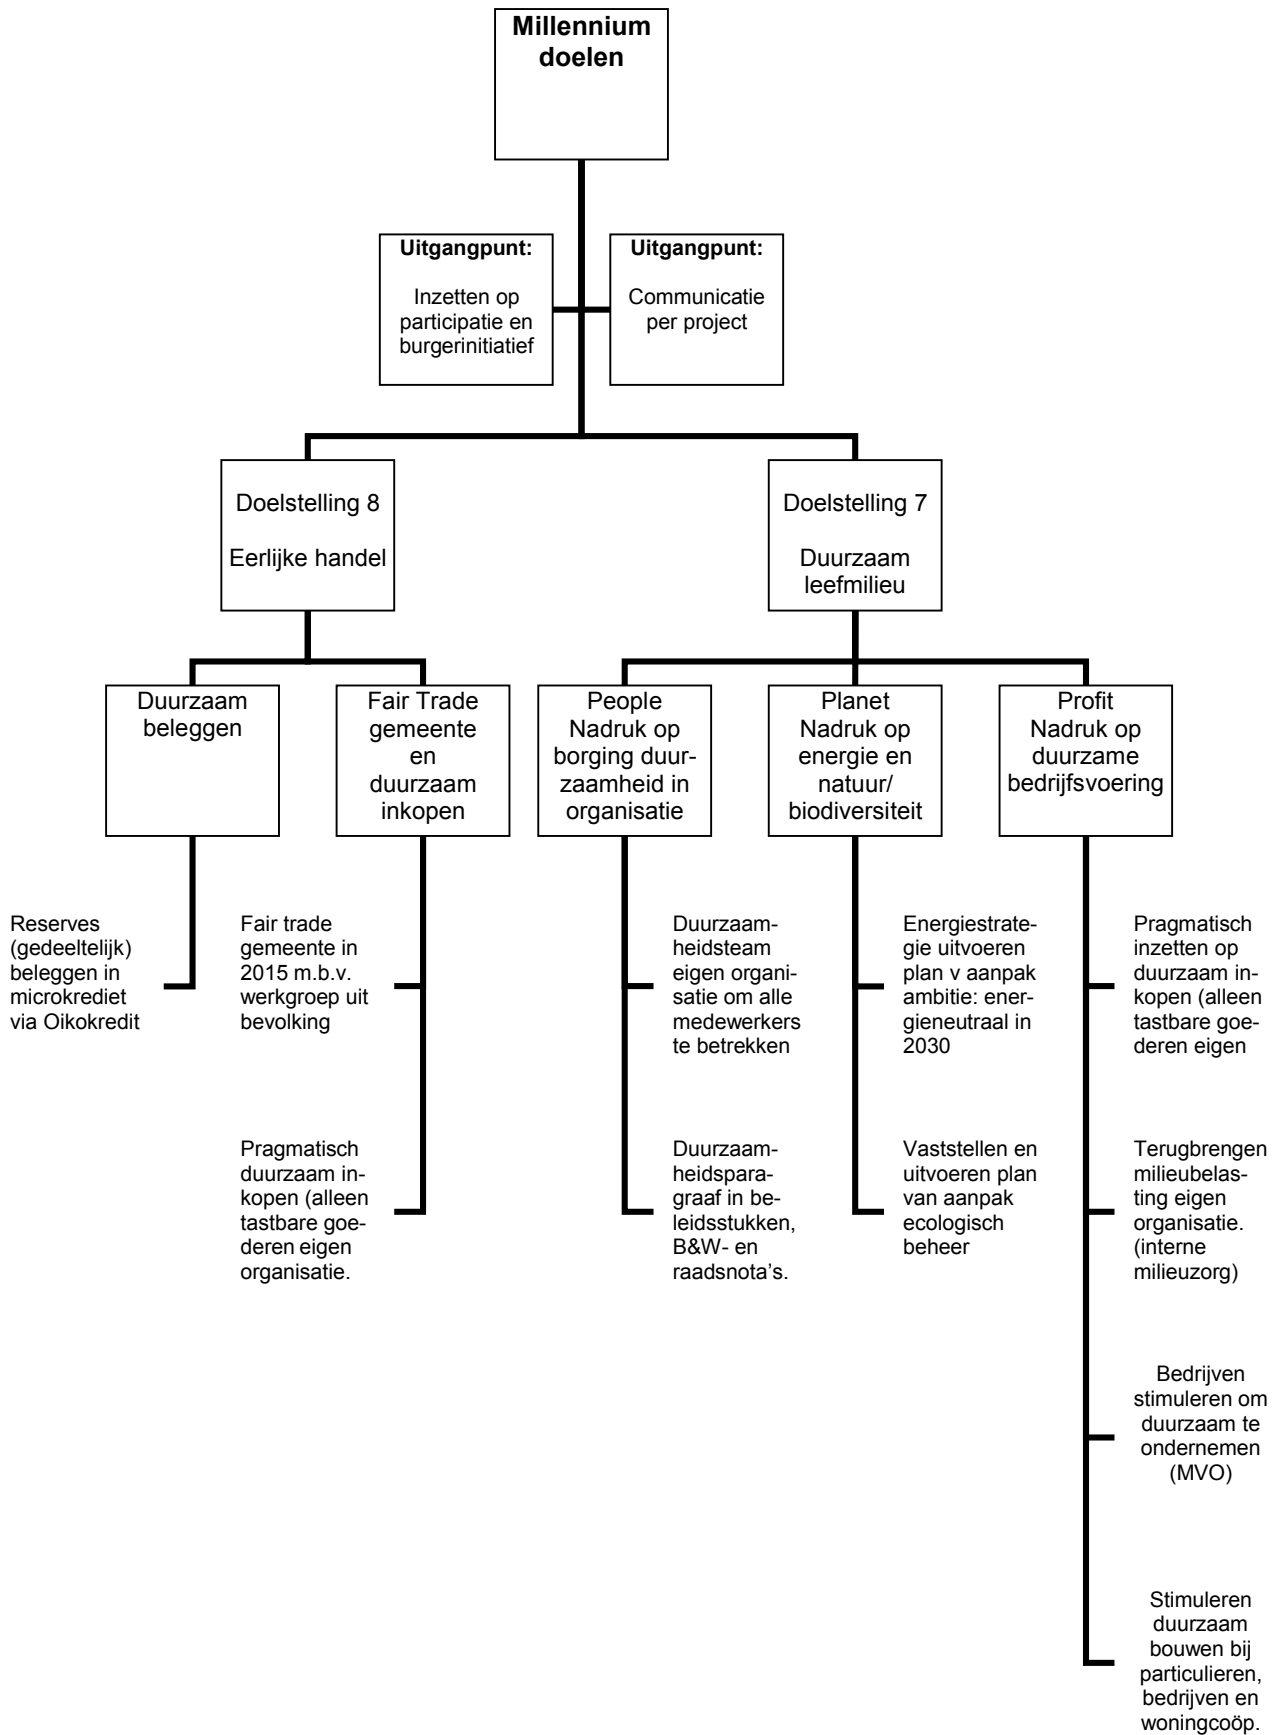 Millennium
doelen
Uitgangpunt:
Inzetten op
participatie en
burgerinitiatief
Uitgangpunt:
Communicatie
per project
Doelstelling 8
Eerlijke handel
Doelstelling 7
Duurzaam
leefmilieu
Duurzaam
beleggen
Fair Trade
gemeente
en
duurzaam
inkopen
People
Nadruk op
borging duur-
zaamheid in
organisatie
Planet
Nadruk op
energie en
natuur/
biodiversiteit
Profit
Nadruk op
duurzame
bedrijfsvoering
Reserves
(gedeeltelijk)
beleggen in
microkrediet
via Oikokredit
Fair trade
gemeente in
2015 m.b.v.
werkgroep uit
bevolking
Duurzaam-
heidsteam
eigen organi-
satie om alle
medewerkers
te betrekken
Energiestrate-
gie uitvoeren
plan v aanpak
ambitie: ener-
gieneutraal in
2030
Pragmatisch
inzetten op
duurzaam in-
kopen (alleen
tastbare goe-
deren eigen
Pragmatisch
duurzaam in-
kopen (alleen
tastbare goe-
deren eigen
organisatie.
Duurzaam-
heidspara-
graaf in be-
leidsstukken,
B&W- en
raadsnota's.
Vaststellen en
uitvoeren plan
van aanpak
ecologisch
beheer
Terugbrengen
milieubelas-
ting eigen
organisatie.
(interne
milieuzorg)
Bedrijven
stimuleren om
duurzaam te
ondernemen
(MVO)
Stimuleren
duurzaam
bouwen bij
particulieren,
bedrijven en
woningcoöp.